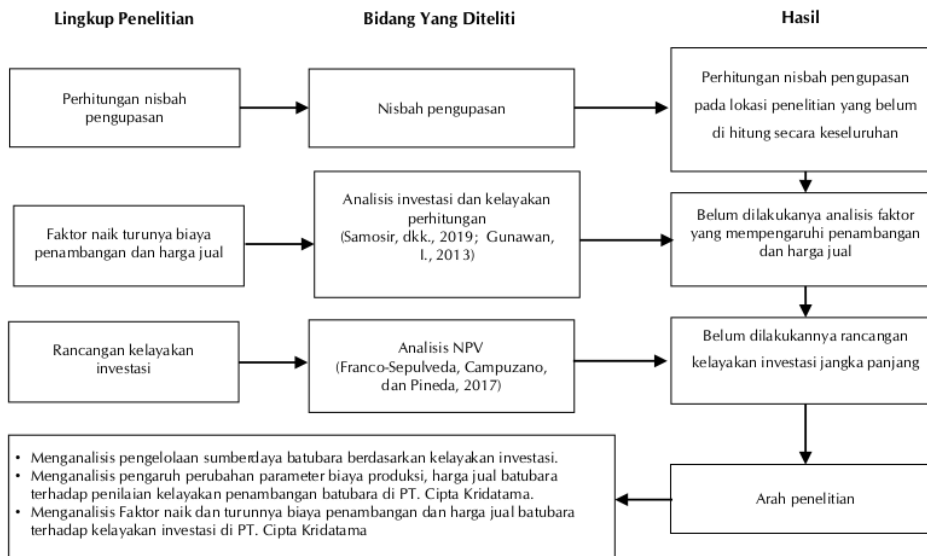 Lingkup Penelitian
Bidang Yang Diteliti
Hasil
Perhitungan nisbah
pengupasan
Nisbah pengupasan
Perhitungan nisbah pengupasan
pada lokasi penelitian yang belum
di hitung secara keseluruhan
Faktor naik turunya biaya
penambangan dan harga jual
Analisis investasi dan kelayakan
perhitungan
(Samosir, dkk., 2019; Gunawan,
I., 2013)
Belum dilakukanya analisis faktor
yang mempengaruhi penambangan
dan harga jual
Rancangan kelayakan
investasi
Analisis NPV
(Franco-Sepulveda, Campuzano,
dan Pineda, 2017)
Belum dilakukannya rancangan
kelayakan investasi jangka panjang
• Menganalisis pengelolaan sumberdaya batubara berdasarkan kelayakan investasi.
• Menganalisis pengaruh perubahan parameter biaya produksi, harga jual batubara
terhadap penilaian kelayakan penambangan batubara di PT. Cipta Kridatama.
• Menganalisis Faktor naik dan turunnya biaya penambangan dan harga jual batubara
terhadap kelayakan investasi di PT. Cipta Kridatama
Arah penelitian